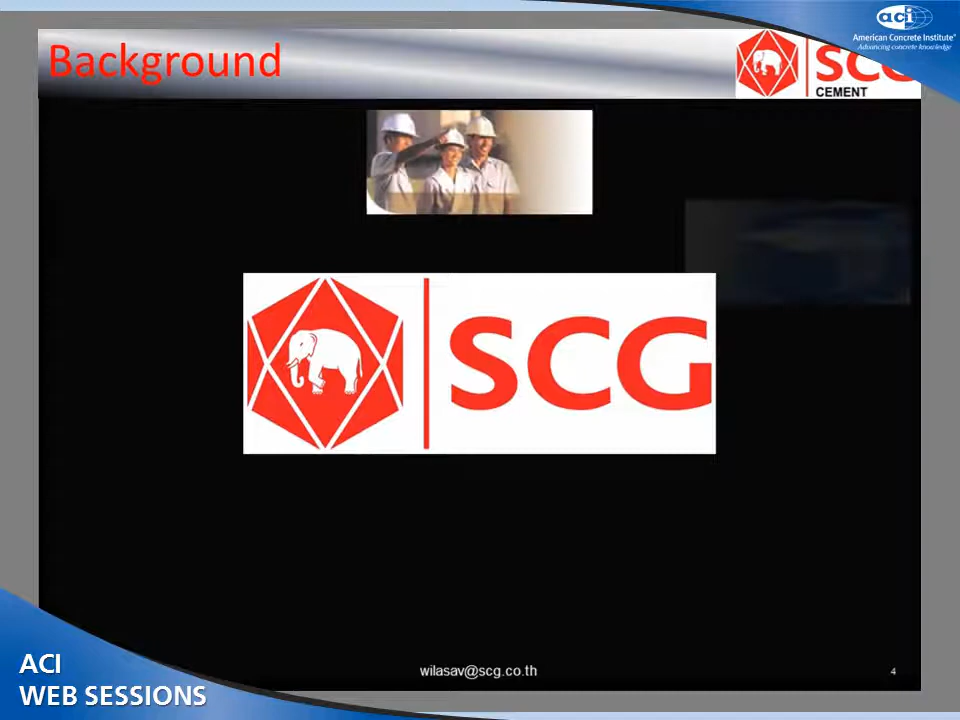 aci
American Concrete Institute®
Advancing concrete knowledge
Background
SCG
CEMENT
SCG
wilasav@scg.co.th
4
ACI
WEB SESSIONS